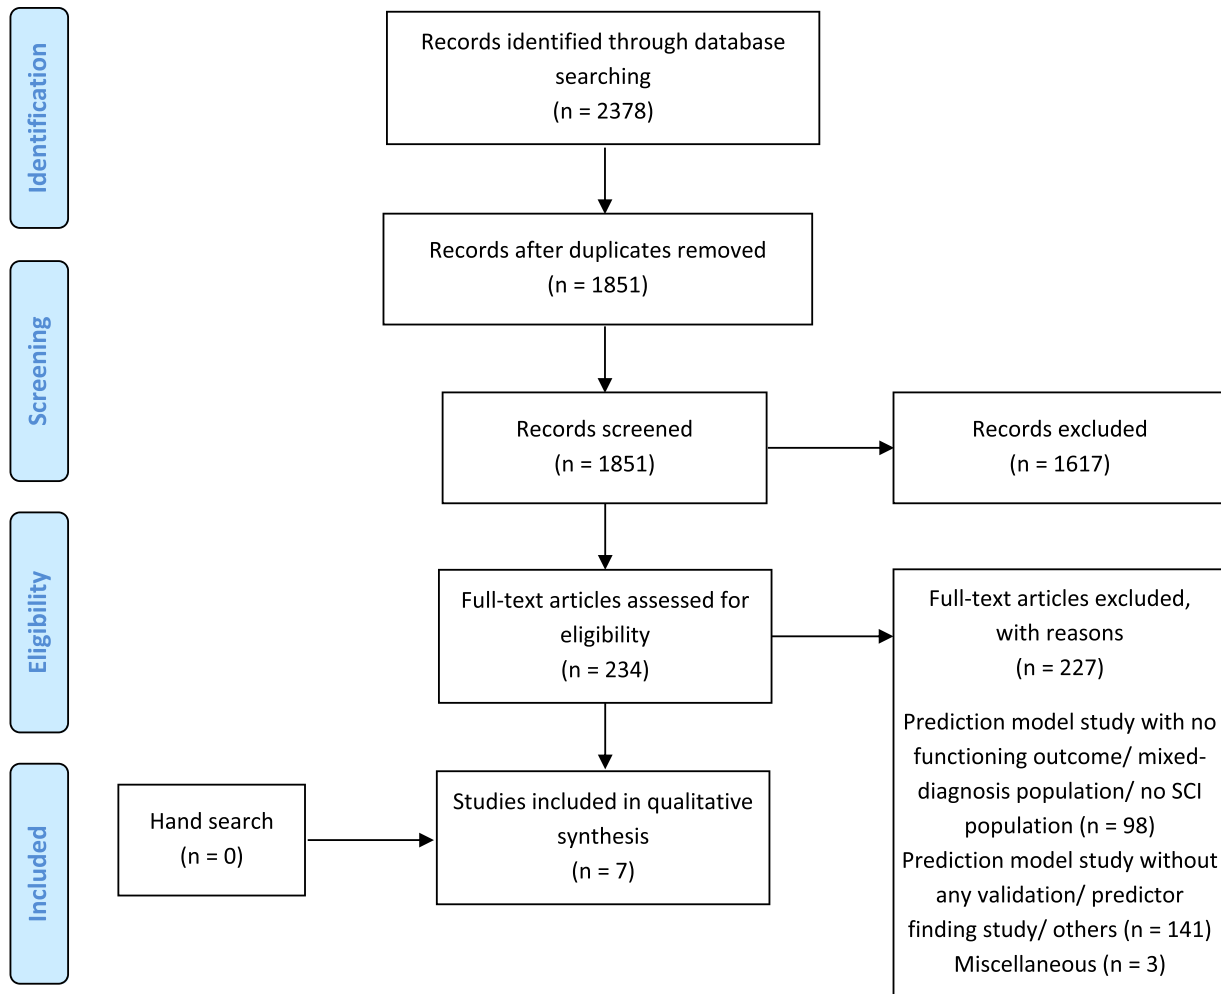 Identification
Records identified through database
searching
(n = 2378)
Records after duplicates removed
(n = 1851)
Screening
Records screened
(n = 1851)
Records excluded
(n = 1617)
Eligibility
Full-text articles assessed for
eligibility
(n = 234)
Full-text articles excluded,
with reasons
(n = 227)
Prediction model study with no
functioning outcome/ mixed-
diagnosis population/ no SCI
population (n = 98)
Prediction model study without
any validation/ predictor
finding study/ others (n = 141)
Miscellaneous (n = 3)
Included
Hand search
(n = 0)
Studies included in qualitative
synthesis
(n = 7)